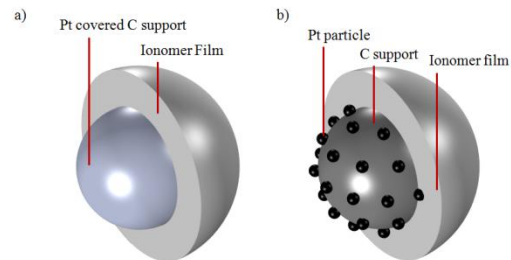 a)
Pt covered C support
Ionomer Film
b)
Pt particle
C support
Ionomer film